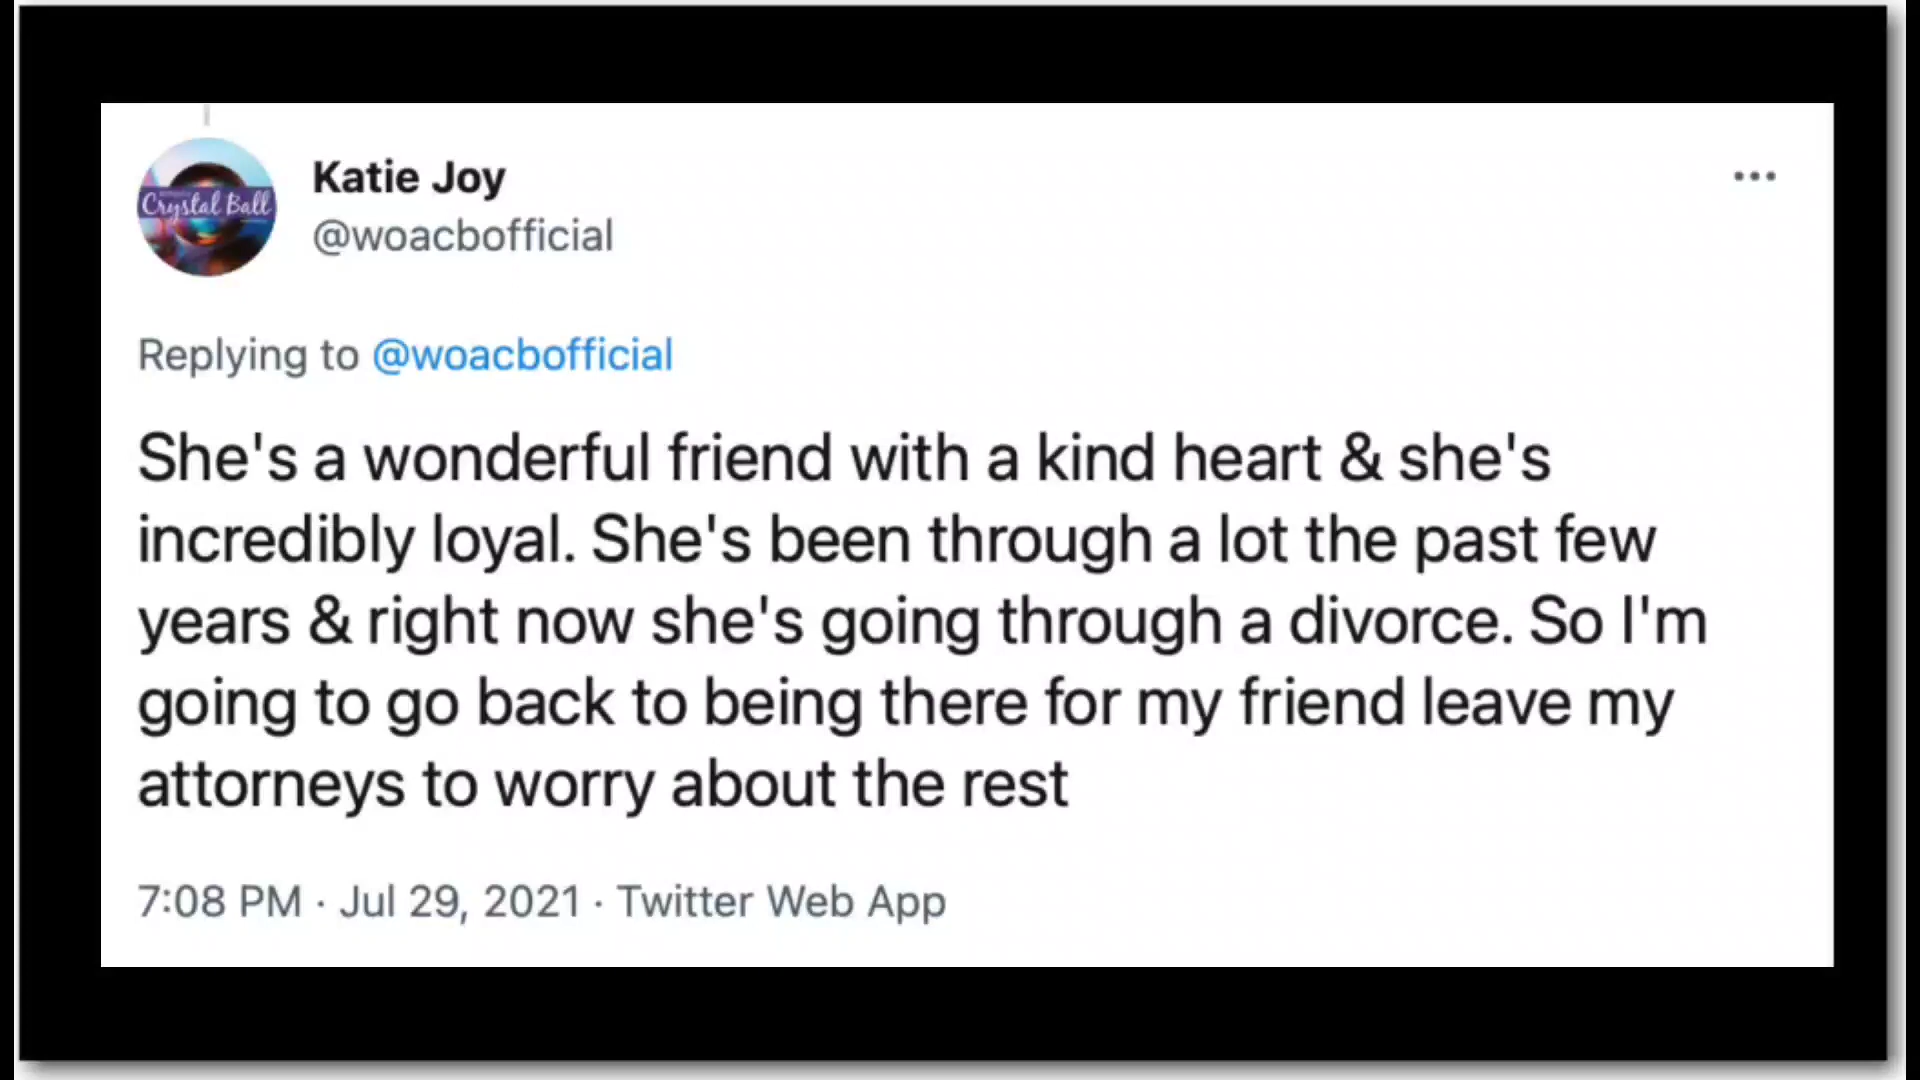 Crystal Ball
Katie Joy
@woacbofficial
Replying to @woacbofficial
She's a wonderful friend with a kind heart & she's
incredibly loyal. She's been through a lot the past few
years & right now she's going through a divorce. So I'm
going to go back to being there for my friend leave my
attorneys to worry about the rest
7:08 PM · Jul 29, 2021 · Twitter Web App